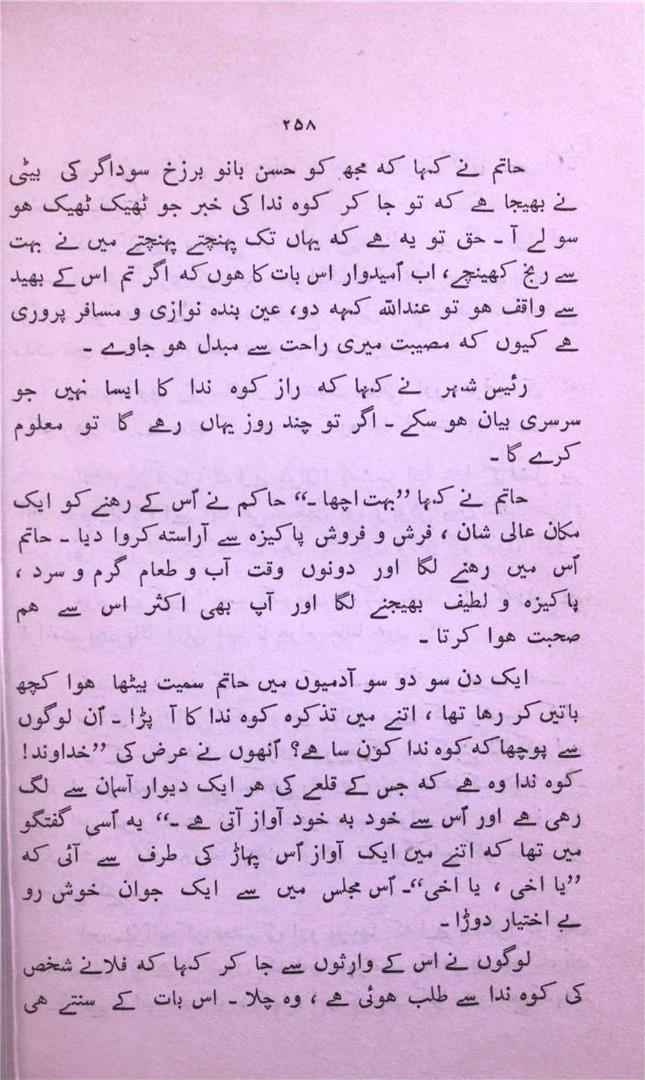 ۲۵۸
حاتم نے کہا کہ مجھ کو حسن بانو برزخ سوداگر کی بیٹی
نے بھیجا ہے کہ تو جا کر کوہ ندا کی خبر جو ٹھیک ٹھیک ہو
سو لے آ ۔ حق تو یہ ہے کہ یہاں تک پہنچتے پہنچتے میں نے بہت
سے رنج کھینچے، اب اُمیدوار اس بات کا ہوں کہ اگر تم اس کے بھید
سے واقف ہو تو عنداللہ کہہ دو، عین بندہ نوازی و مسافر پروری
ہے کیوں کہ مصیبت میری راحت سے مبدل ہو جاوے ۔
رئیس شہر نے کہا کہ راز کوہ ندا کا ایسا نہیں جو
سرسری بیان ہو سکے ۔ اگر تو چند روز یہاں رہے گا تو معلوم
کرے گا ۔
حاتم نے کہا ”بہت اچھا ۔“ حاکم نے اُس کے رہنے کو ایک
مکان عالی شان ، فرش و فروش پاکیزہ سے آراستہ کروا دیا ۔ حاتم
اُس میں رہنے لگا اور دونوں وقت آب و طعام گرم و سرد ،
پاکیزہ و لطیف بھیجنے لگا اور آپ بھی اکثر اس سے ہم
صحبت ہوا کرتا ۔
ایک دن سو دو سو آدمیوں میں حاتم سمیت بیٹھا ہوا کچھ
باتیں کر رہا تھا ، اتنے میں تذکرہ کوہ ندا کا آ پڑا ۔ اُن لوگوں
سے پوچھا کہ کوہ ندا کون سا ہے؟ اُنھوں نے عرض کی ”خداوند!
کوہ ندا وہ ہے کہ جس کے قلعے کی ہر ایک دیوار آسمان سے لگ
رہی ہے اور اُس سے خود بہ خود آواز آتی ہے ۔“ یہ اُسی گفتگو
میں تھا کہ اتنے میں ایک آواز اُس پہاڑ کی طرف سے آئی کہ
”یا اخی ، یا اخی“۔ اُس مجلس میں سے ایک جوان خوش رو
بے اختیار دوڑا ۔
لوگوں نے اس کے وارثوں سے جا کر کہا کہ فلانے شخص
کی کوہ ندا سے طلب ہوئی ہے ، وہ چلا ۔ اس بات کے سنتے ہی